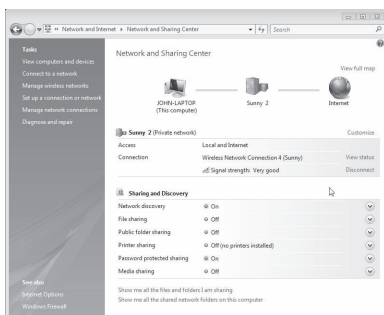 Network and Internet ▸ Network and Sharing Center
Search
Tasks
View computers and devices
Connect to a network
Manage wireless networks
Set up a connection or network
Manage network connections
Diagnose and repair
See also
Internet Options
Windows Firewall
Network and Sharing Center
View full map
JOHN-LAPTOP
(This computer)
Sunny 2
Internet
Sunny 2 (Private network)
Customize
Access Local and Internet
Connection Wireless Network Connection 4 (Sunny) View status
Signal strength: Very good Disconnect
Sharing and Discovery
Network discovery On
File sharing Off
Public folder sharing Off
Printer sharing Off (no printers installed)
Password protected sharing On
Media sharing Off
Show me all the files and folders I am sharing
Show me all the shared network folders on this computer